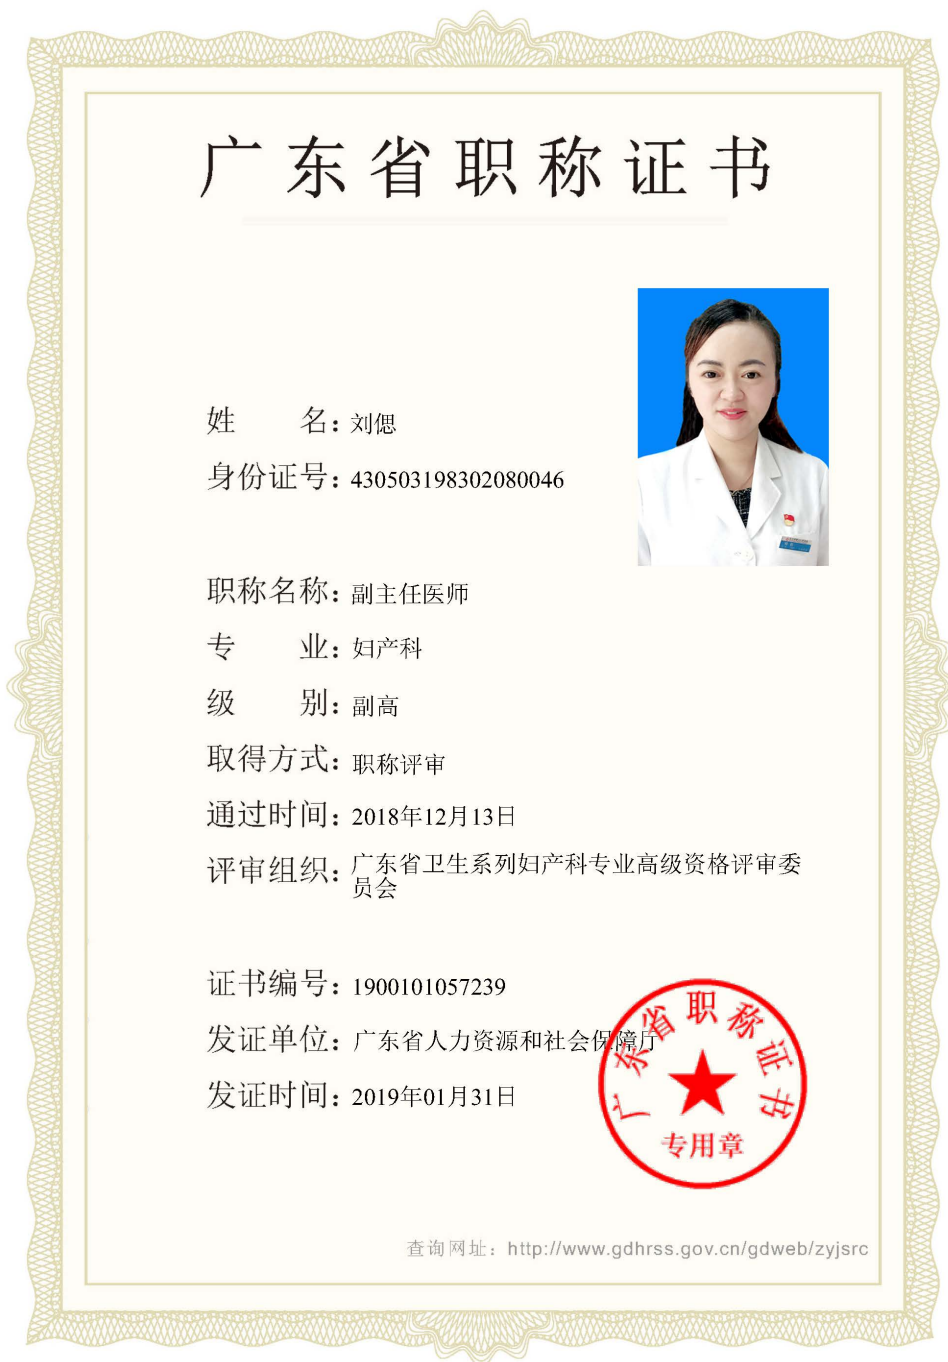 广东省职称证书
姓 名：刘偲
身份证号：430503198302080046
职称名称：副主任医师
专 业：妇产科
级 别：副高
取得方式：职称评审
通过时间：2018年12月13日
评审组织：广东省卫生系列妇产科专业高级资格评审委
员会
证书编号：1900101057239
发证单位：广东省人力资源和社会保障厅
发证时间：2019年01月31日
广东省职称证书
专用章
查询网址：http://www.gdhrss.gov.cn/gdweb/zyjsrc